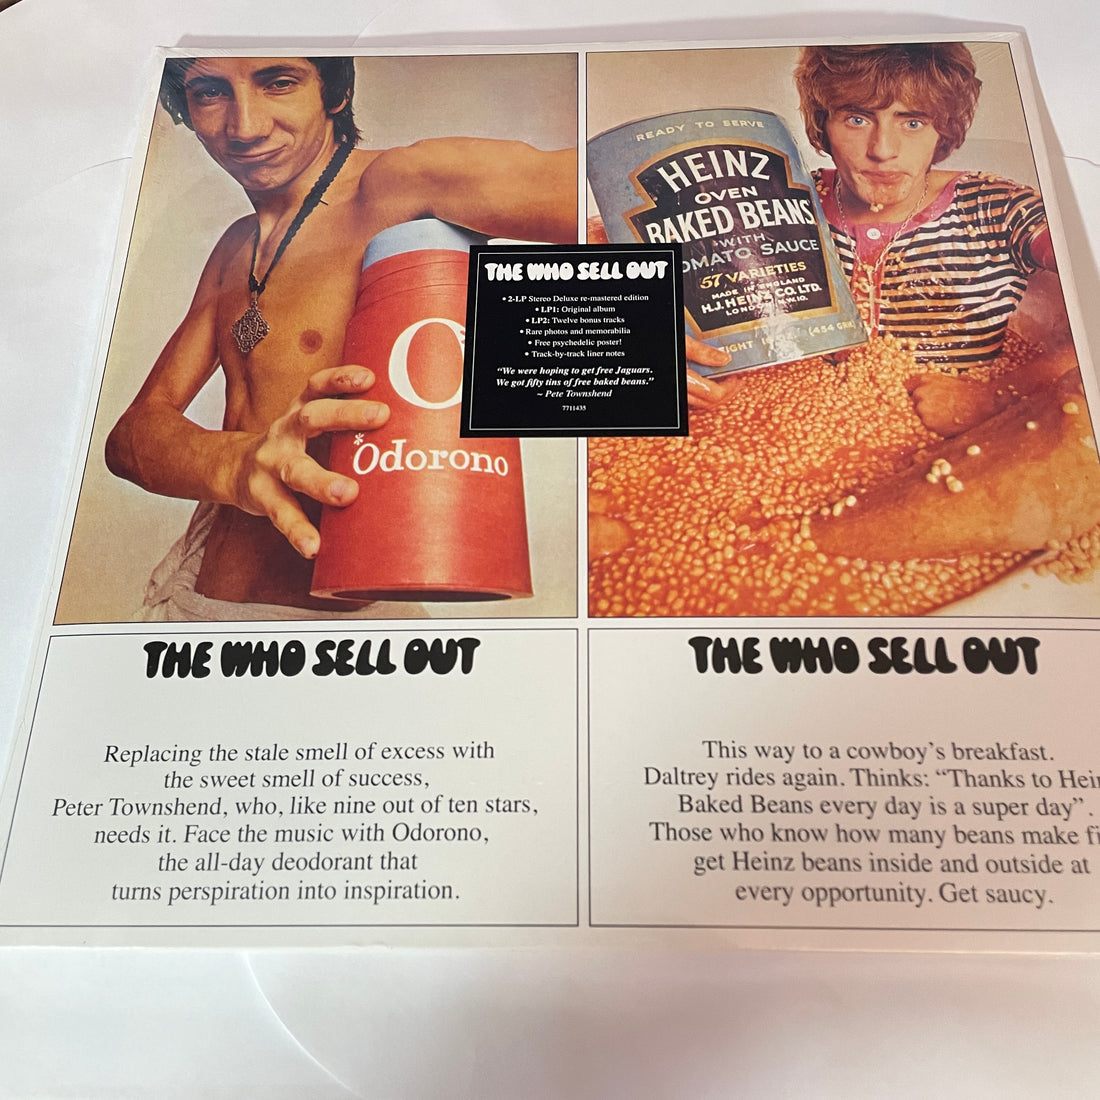 READY TO SERVE
HEINZ
OVEN
BAKED BEANS
WITH
OMATO SAUCE
57 VARIETIES
MADE IN ENGLAND
H.J. HEINZ CO. LTD.
LONDON N.W.10.
(454 GRM
O
*Odorono
THE WHO SELL OUT
• 2-LP Stereo Deluxe re-mastered edition
• LP1: Original album
• LP2: Twelve bonus tracks
• Rare photos and memorabilia
• Free psychedelic poster!
• Track-by-track liner notes
“We were hoping to get free Jaguars.
We got fifty tins of free baked beans.”
~ Pete Townshend
7711435
THE WHO SELL OUT
Replacing the stale smell of excess with
the sweet smell of success,
Peter Townshend, who, like nine out of ten stars,
needs it. Face the music with Odorono,
the all-day deodorant that
turns perspiration into inspiration.
THE WHO SELL OUT
This way to a cowboy’s breakfast.
Daltrey rides again. Thinks: “Thanks to Hein
Baked Beans every day is a super day”.
Those who know how many beans make fi
get Heinz beans inside and outside at
every opportunity. Get saucy.